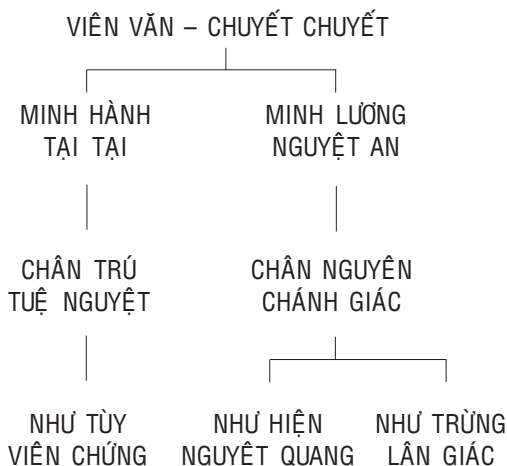 VIÊN VĂN – CHUYẾT CHUYẾT
MINH HÀNH
TẠI TẠI
MINH LƯƠNG
NGUYỆT AN
CHÂN TRÚ
TUỆ NGUYỆT
CHÂN NGUYÊN
CHÁNH GIÁC
NHƯ TÙY
VIÊN CHỨNG
NHƯ HIỆN
NGUYÊT QUANG
NHƯ TRỪNG
LÂN GIÁC